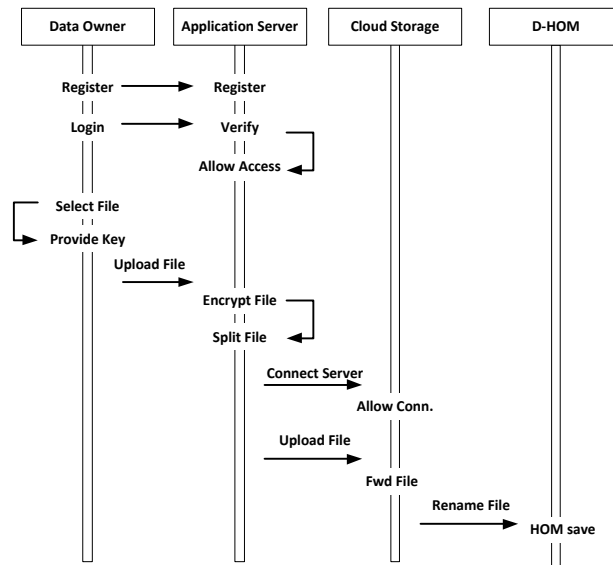 Data Owner
Application Server
Cloud Storage
D-HOM
Register
Register
Login
Verify
Allow Access
Select File
Provide Key
Upload File
Encrypt File
Split File
Connect Server
Allow Conn.
Upload File
Fwd File
Rename File
HOM save